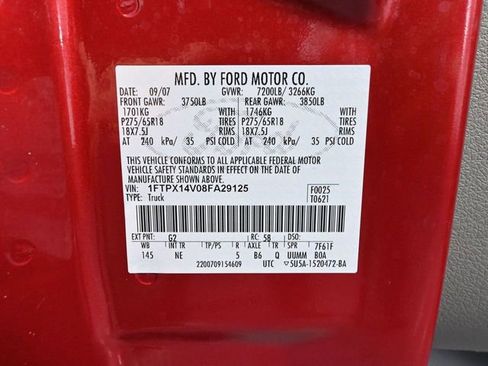 MFD. BY FORD MOTOR CO.
DATE: 09/07 GVWR: 7200LB/ 3266KG
FRONT GAWR: 3750LB REAR GAWR: 3850LB
1701KG WITH 1746KG WITH
P275/65R18 TIRES P275/65R18 TIRES
18X7.5J RIMS 18X7.5J RIMS
AT 240 kPa/ 35 PSI COLD AT 240 kPa/ 35 PSI COLD
THIS VEHICLE CONFORMS TO ALL APPLICABLE FEDERAL MOTOR
VEHICLE SAFETY STANDARDS IN EFFECT ON THE DATE OF
MANUFACTURE SHOWN ABOVE.
VIN: 1FTPX14V08FA29125 F0025
TYPE: Truck T0621
EXT PNT: G2 RC: 58 DSO:
WB INT TR TP/PS R AXLE TR SPR 7F61F
145 NE 5 B6 Q UUMM B0A
2200709154609 UTC 5U5A-1520472-BA